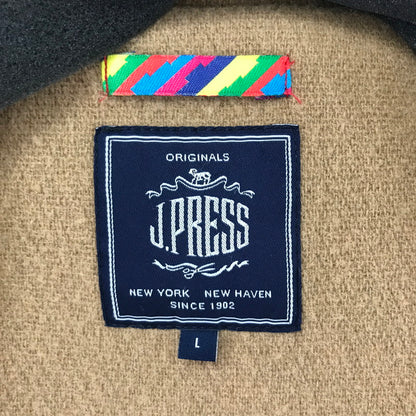 ORIGINALS
J.PRESS
NEW YORK NEW HAVEN
SINCE 1902
L